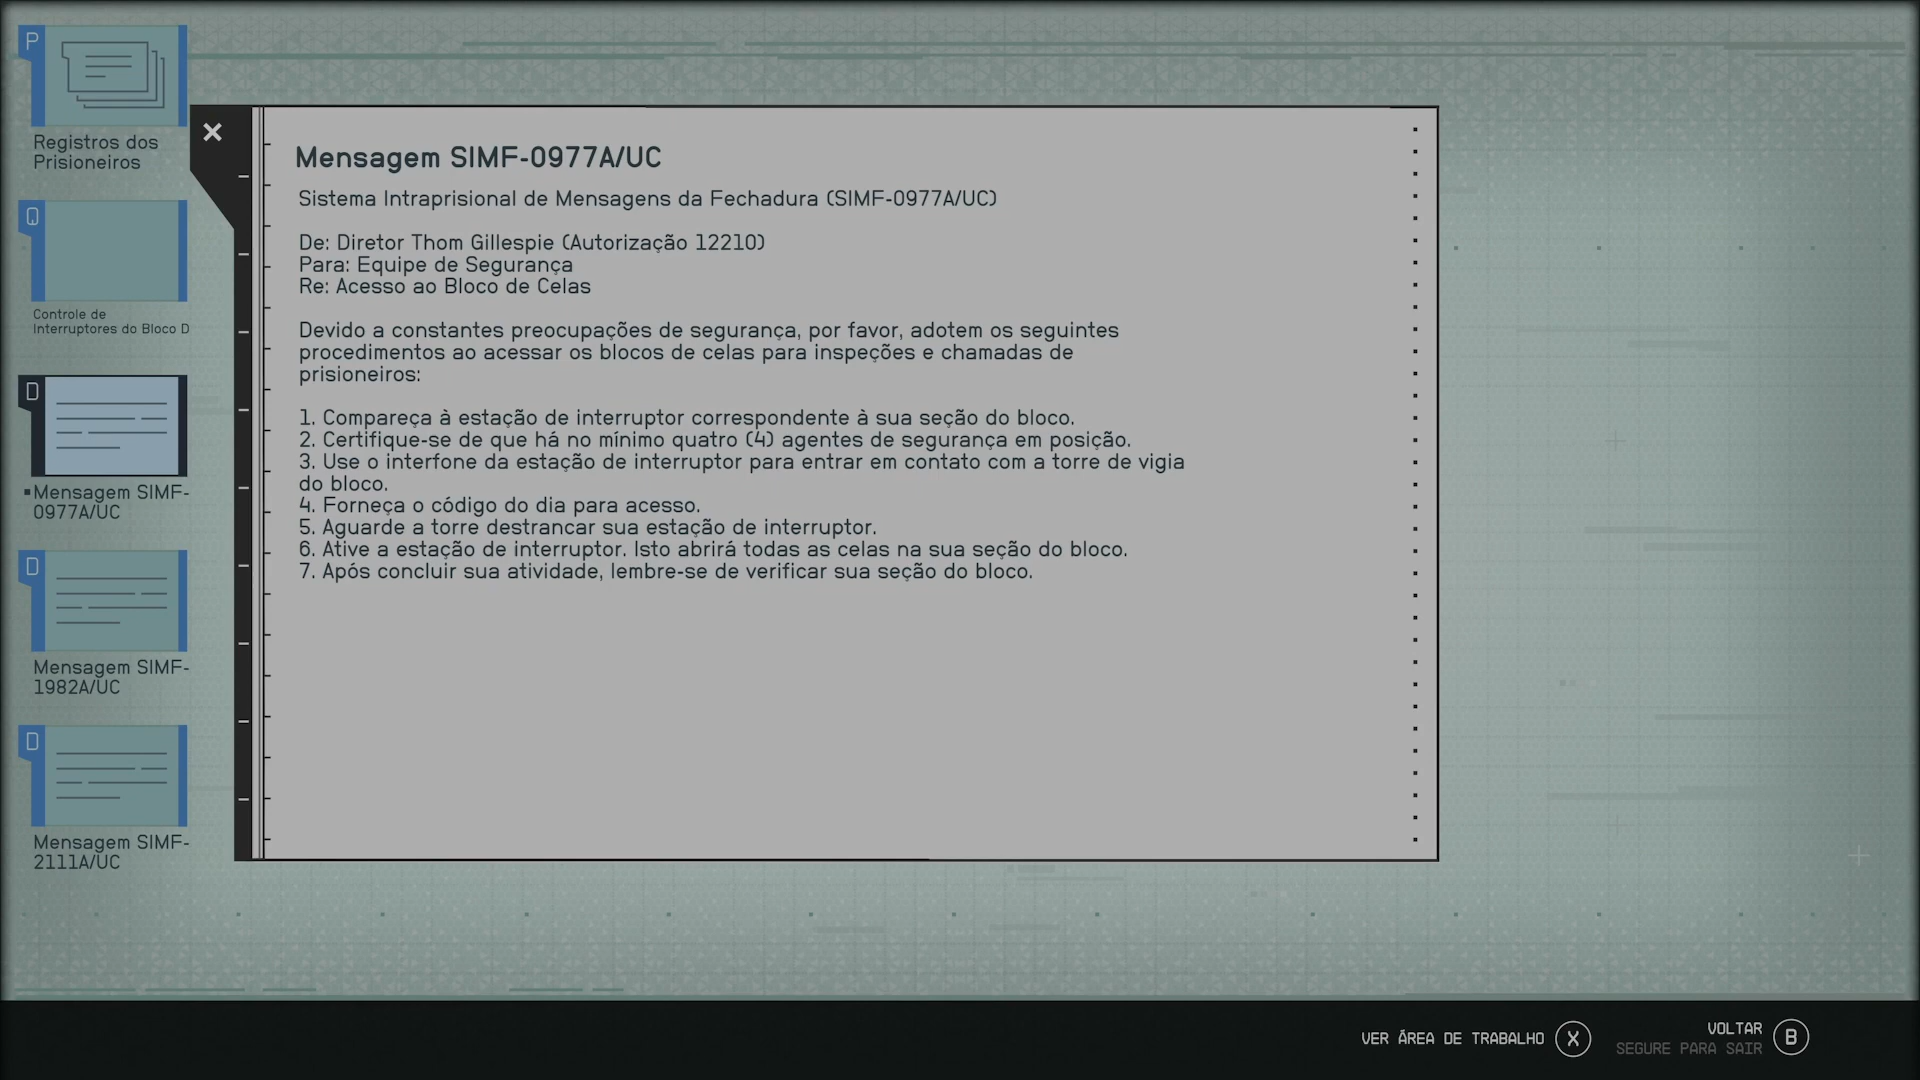 P
Registros dos
Prisioneiros
Q
Controle de
Interruptores do Bloco D
D
Mensagem SIMF-
0977A/UC
D
Mensagem SIMF-
1982A/UC
D
Mensagem SIMF-
2111A/UC
Mensagem SIMF-0977A/UC
Sistema Intraprisional de Mensagens da Fechadura (SIMF-0977A/UC)
De: Diretor Thom Gillespie (Autorização 12210)
Para: Equipe de Segurança
Re: Acesso ao Bloco de Celas
Devido a constantes preocupações de segurança, por favor, adotem os seguintes
procedimentos ao acessar os blocos de celas para inspeções e chamadas de
prisioneiros:
1. Compareça à estação de interruptor correspondente à sua seção do bloco.
2. Certifique-se de que há no mínimo quatro (4) agentes de segurança em posição.
3. Use o interfone da estação de interruptor para entrar em contato com a torre de vigia
do bloco.
4. Forneça o código do dia para acesso.
5. Aguarde a torre destrancar sua estação de interruptor.
6. Ative a estação de interruptor. Isto abrirá todas as celas na sua seção do bloco.
7. Após concluir sua atividade, lembre-se de verificar sua seção do bloco.
VER ÁREA DE TRABALHO X
VOLTAR B
SEGURE PARA SAIR